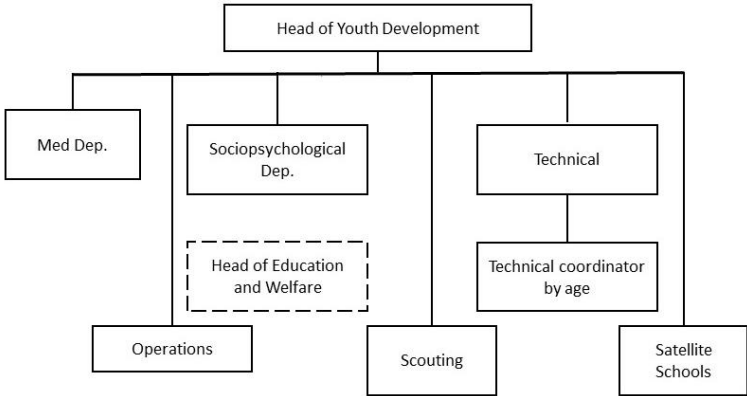 Head of Youth Development
Med Dep.
Sociopsychological
Dep.
Technical
Head of Education
and Welfare
Technical coordinator
by age
Operations
Scouting
Satellite
Schools